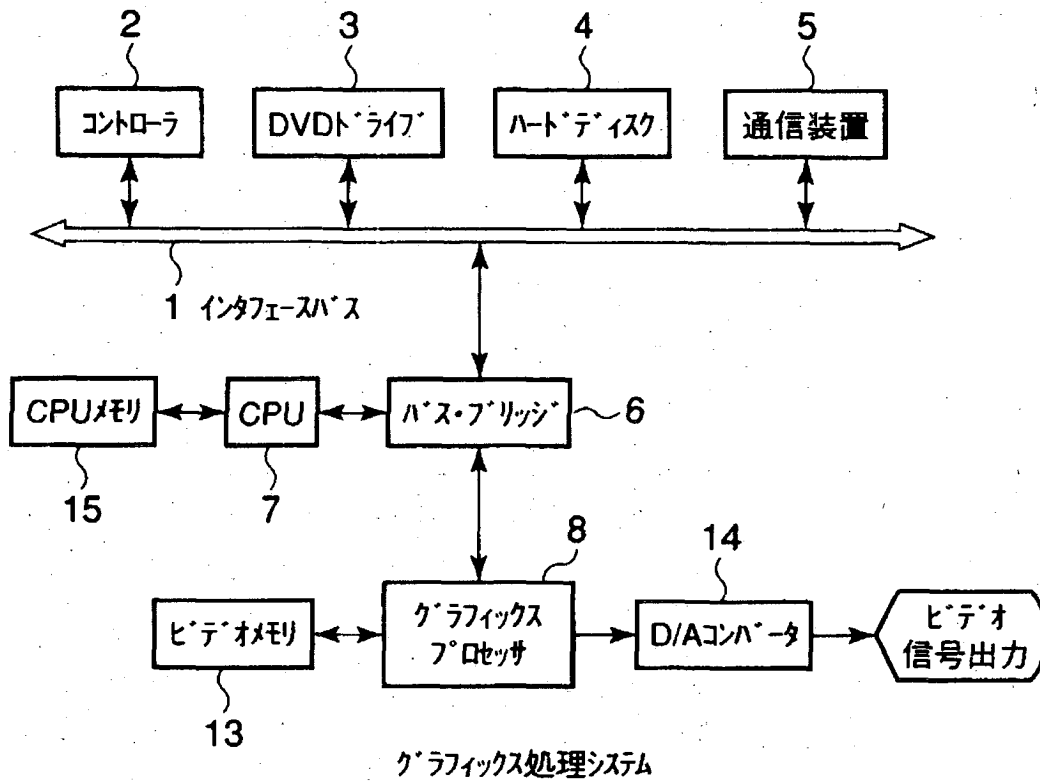 2
3
4
5
コントローラ
DVDﾄﾞライブ
ﾊｰﾄﾞディスク
通信装置
1 インタフェースﾊﾞス
CPUメモリ
CPU
ﾊﾞス・ブリッジ
6
15
7
8
14
ビデオメモリ
グラフィックス
プロセッサ
D/Aコンバータ
ビデオ
信号出力
13
グラフィックス処理システム